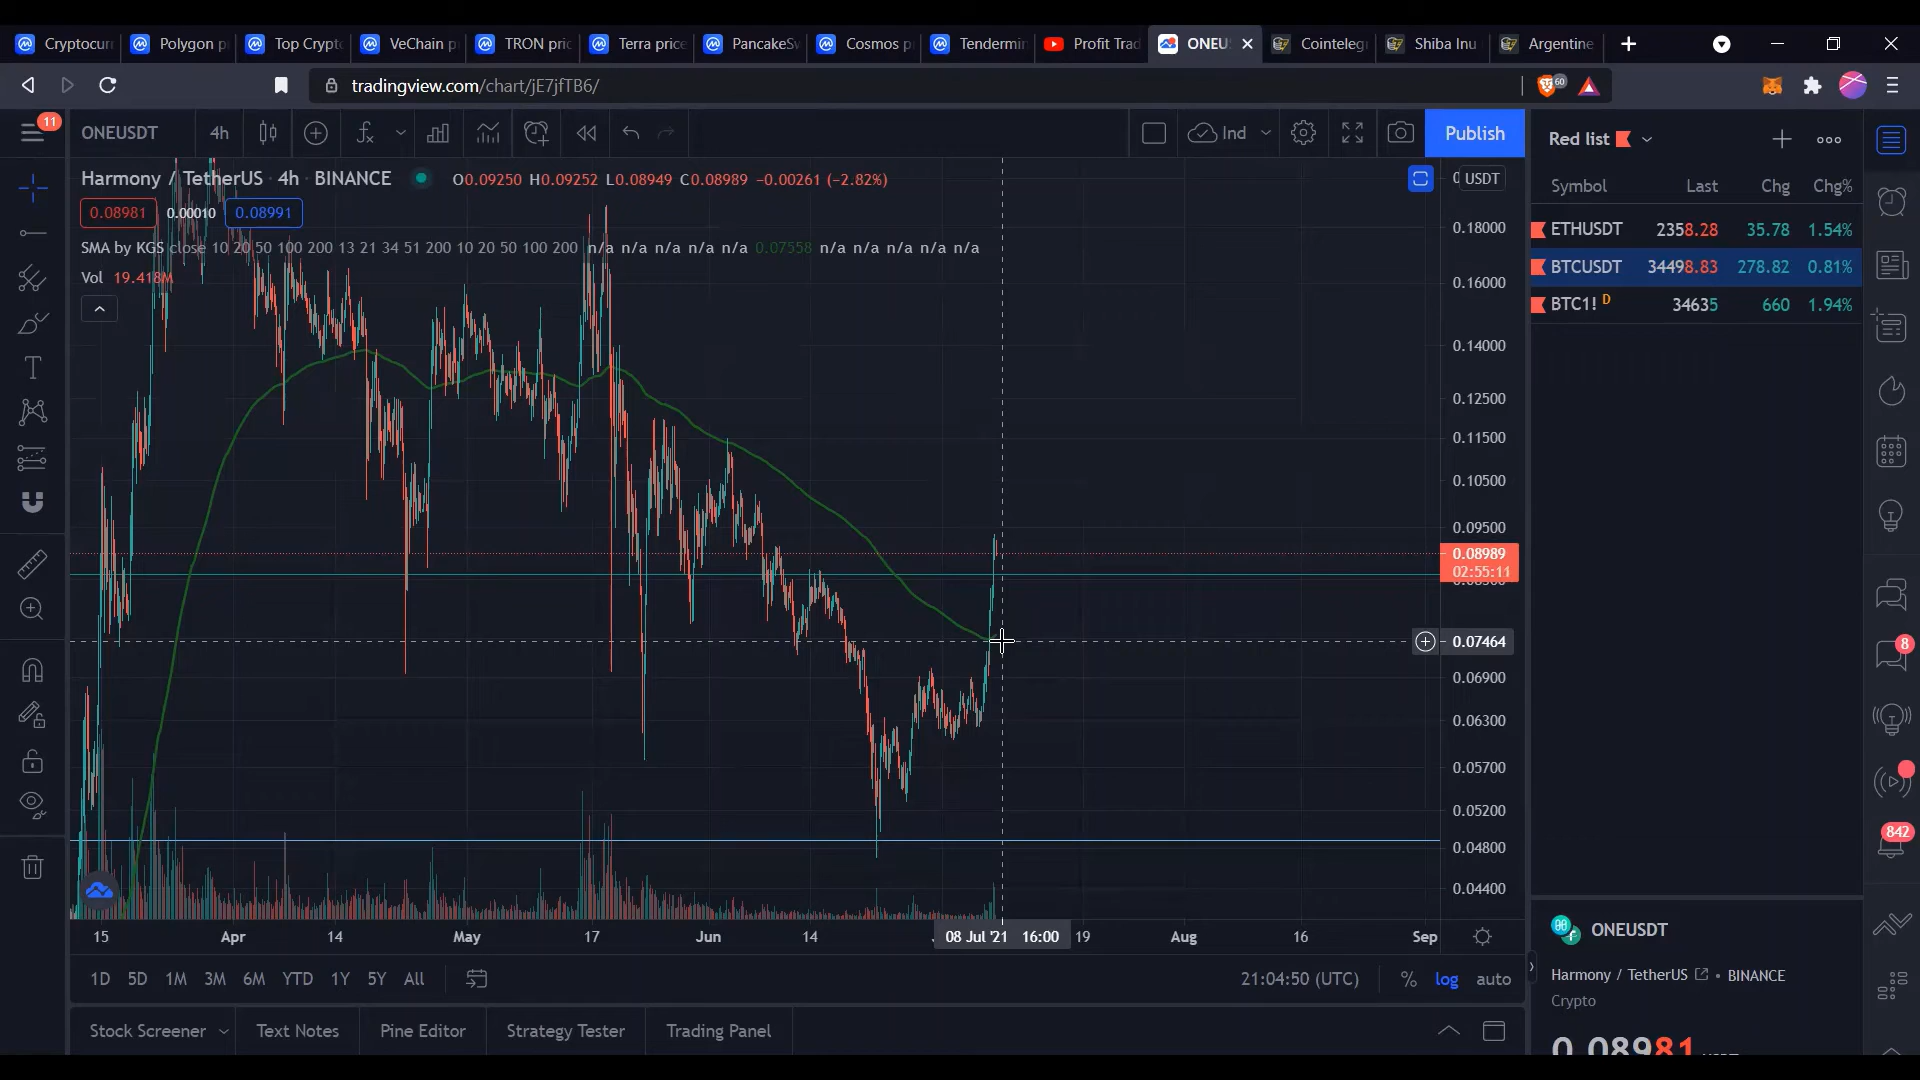 Cryptocur Polygon p Top Crypto VeChain p TRON pric Terra price PancakeSw Cosmos p Tendermin Profit Trad ONEU Cointeleg Shiba Inu Argentine
tradingview.com/chart/jE7jfTB6/ 60
11 ONEUSDT 4h Ind Publish Red list
Harmony / TetherUS · 4h · BINANCE O0.09250 H0.09252 L0.08949 C0.08989 −0.00261 (−2.82%) USDT
Symbol Last Chg Chg%
0.08981 0.00010 0.08991
SMA by KGS close 10 20 50 100 200 13 21 34 51 200 10 20 50 100 200 n/a n/a n/a n/a n/a 0.07558 n/a n/a n/a n/a n/a
Vol 19.418M
ETHUSDT 2358.28 35.78 1.54%
BTCUSDT 34498.83 278.82 0.81%
BTC1! D 34635 660 1.94%
0.18000
0.16000
0.14000
0.12500
0.11500
0.10500
0.09500
0.08989
02:55:11
0.07464
0.06900
0.06300
0.05700
0.05200
0.04800
0.04400
8
842
15 Apr 14 May 17 Jun 14 08 Jul '21 16:00 19 Aug 16 Sep
1D 5D 1M 3M 6M YTD 1Y 5Y All 21:04:50 (UTC) % log auto
Stock Screener Text Notes Pine Editor Strategy Tester Trading Panel
ONEUSDT
Harmony / TetherUS • BINANCE
Crypto
0.08981